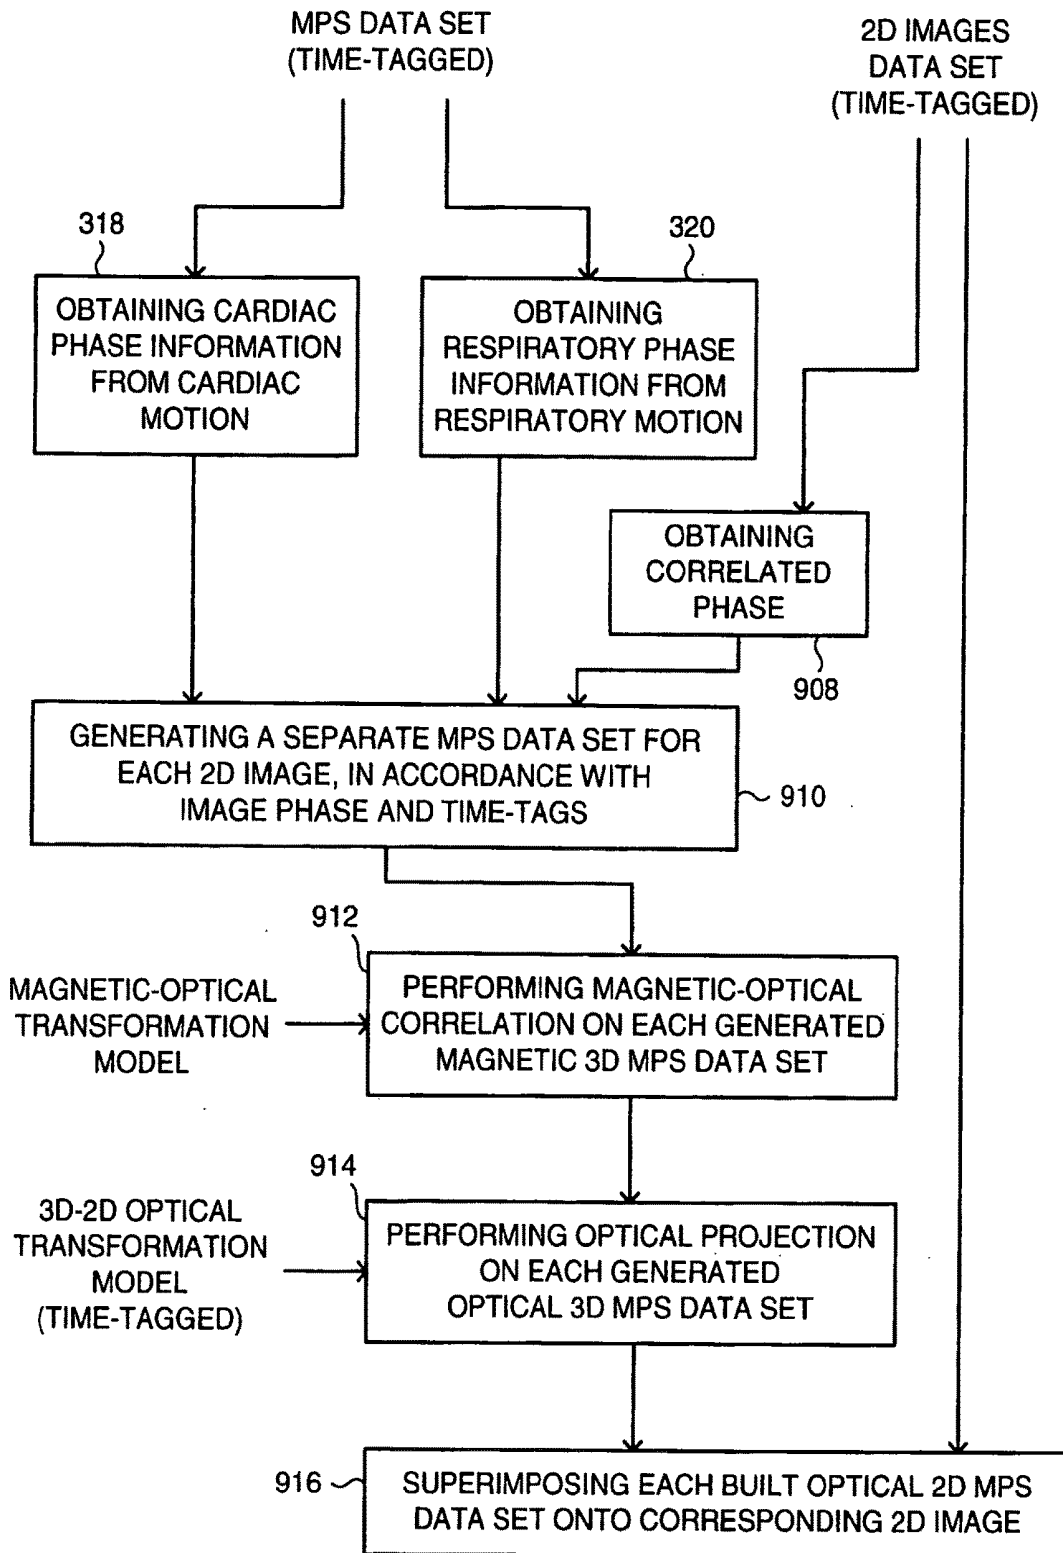 MPS DATA SET
(TIME-TAGGED)
2D IMAGES
DATA SET
(TIME-TAGGED)
318
320
OBTAINING CARDIAC
PHASE INFORMATION
FROM CARDIAC
MOTION
OBTAINING
RESPIRATORY PHASE
INFORMATION FROM
RESPIRATORY MOTION
OBTAINING
CORRELATED
PHASE
908
GENERATING A SEPARATE MPS DATA SET FOR
EACH 2D IMAGE, IN ACCORDANCE WITH
IMAGE PHASE AND TIME-TAGS
910
912
MAGNETIC-OPTICAL
TRANSFORMATION
MODEL
PERFORMING MAGNETIC-OPTICAL
CORRELATION ON EACH GENERATED
MAGNETIC 3D MPS DATA SET
914
3D-2D OPTICAL
TRANSFORMATION
MODEL
(TIME-TAGGED)
PERFORMING OPTICAL PROJECTION
ON EACH GENERATED
OPTICAL 3D MPS DATA SET
916
SUPERIMPOSING EACH BUILT OPTICAL 2D MPS
DATA SET ONTO CORRESPONDING 2D IMAGE